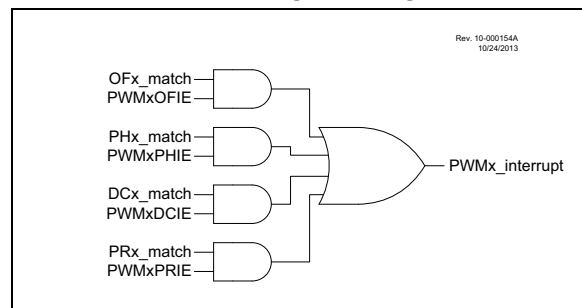 Rev. 10-000154A
10/24/2013
OFx_match
PWMxOFIE
PHx_match
PWMxPHIE
PWMx_interrupt
DCx_match
PWMxDCIE
PRx_match
PWMxPRIE